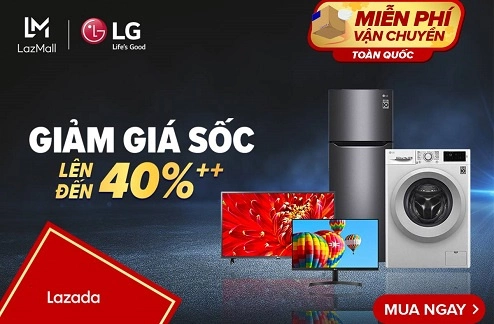 LM
LazMall
LG
Life's Good
MIỄN PHÍ
VẬN CHUYỂN
TOÀN QUỐC
GIẢM GIÁ SỐC
LÊN
ĐẾN
40%++
Lazada
MUA NGAY